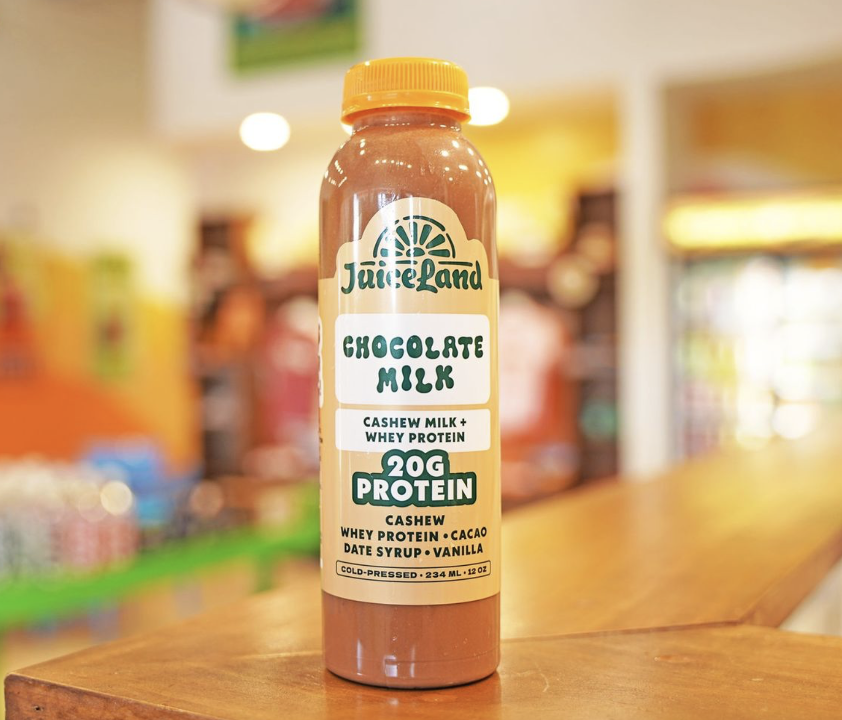 JuiceLand
CHOCOLATE
MILK
CASHEW MILK +
WHEY PROTEIN
20G
PROTEIN
CASHEW
WHEY PROTEIN • CACAO
DATE SYRUP • VANILLA
COLD-PRESSED • 234 ML • 12 OZ